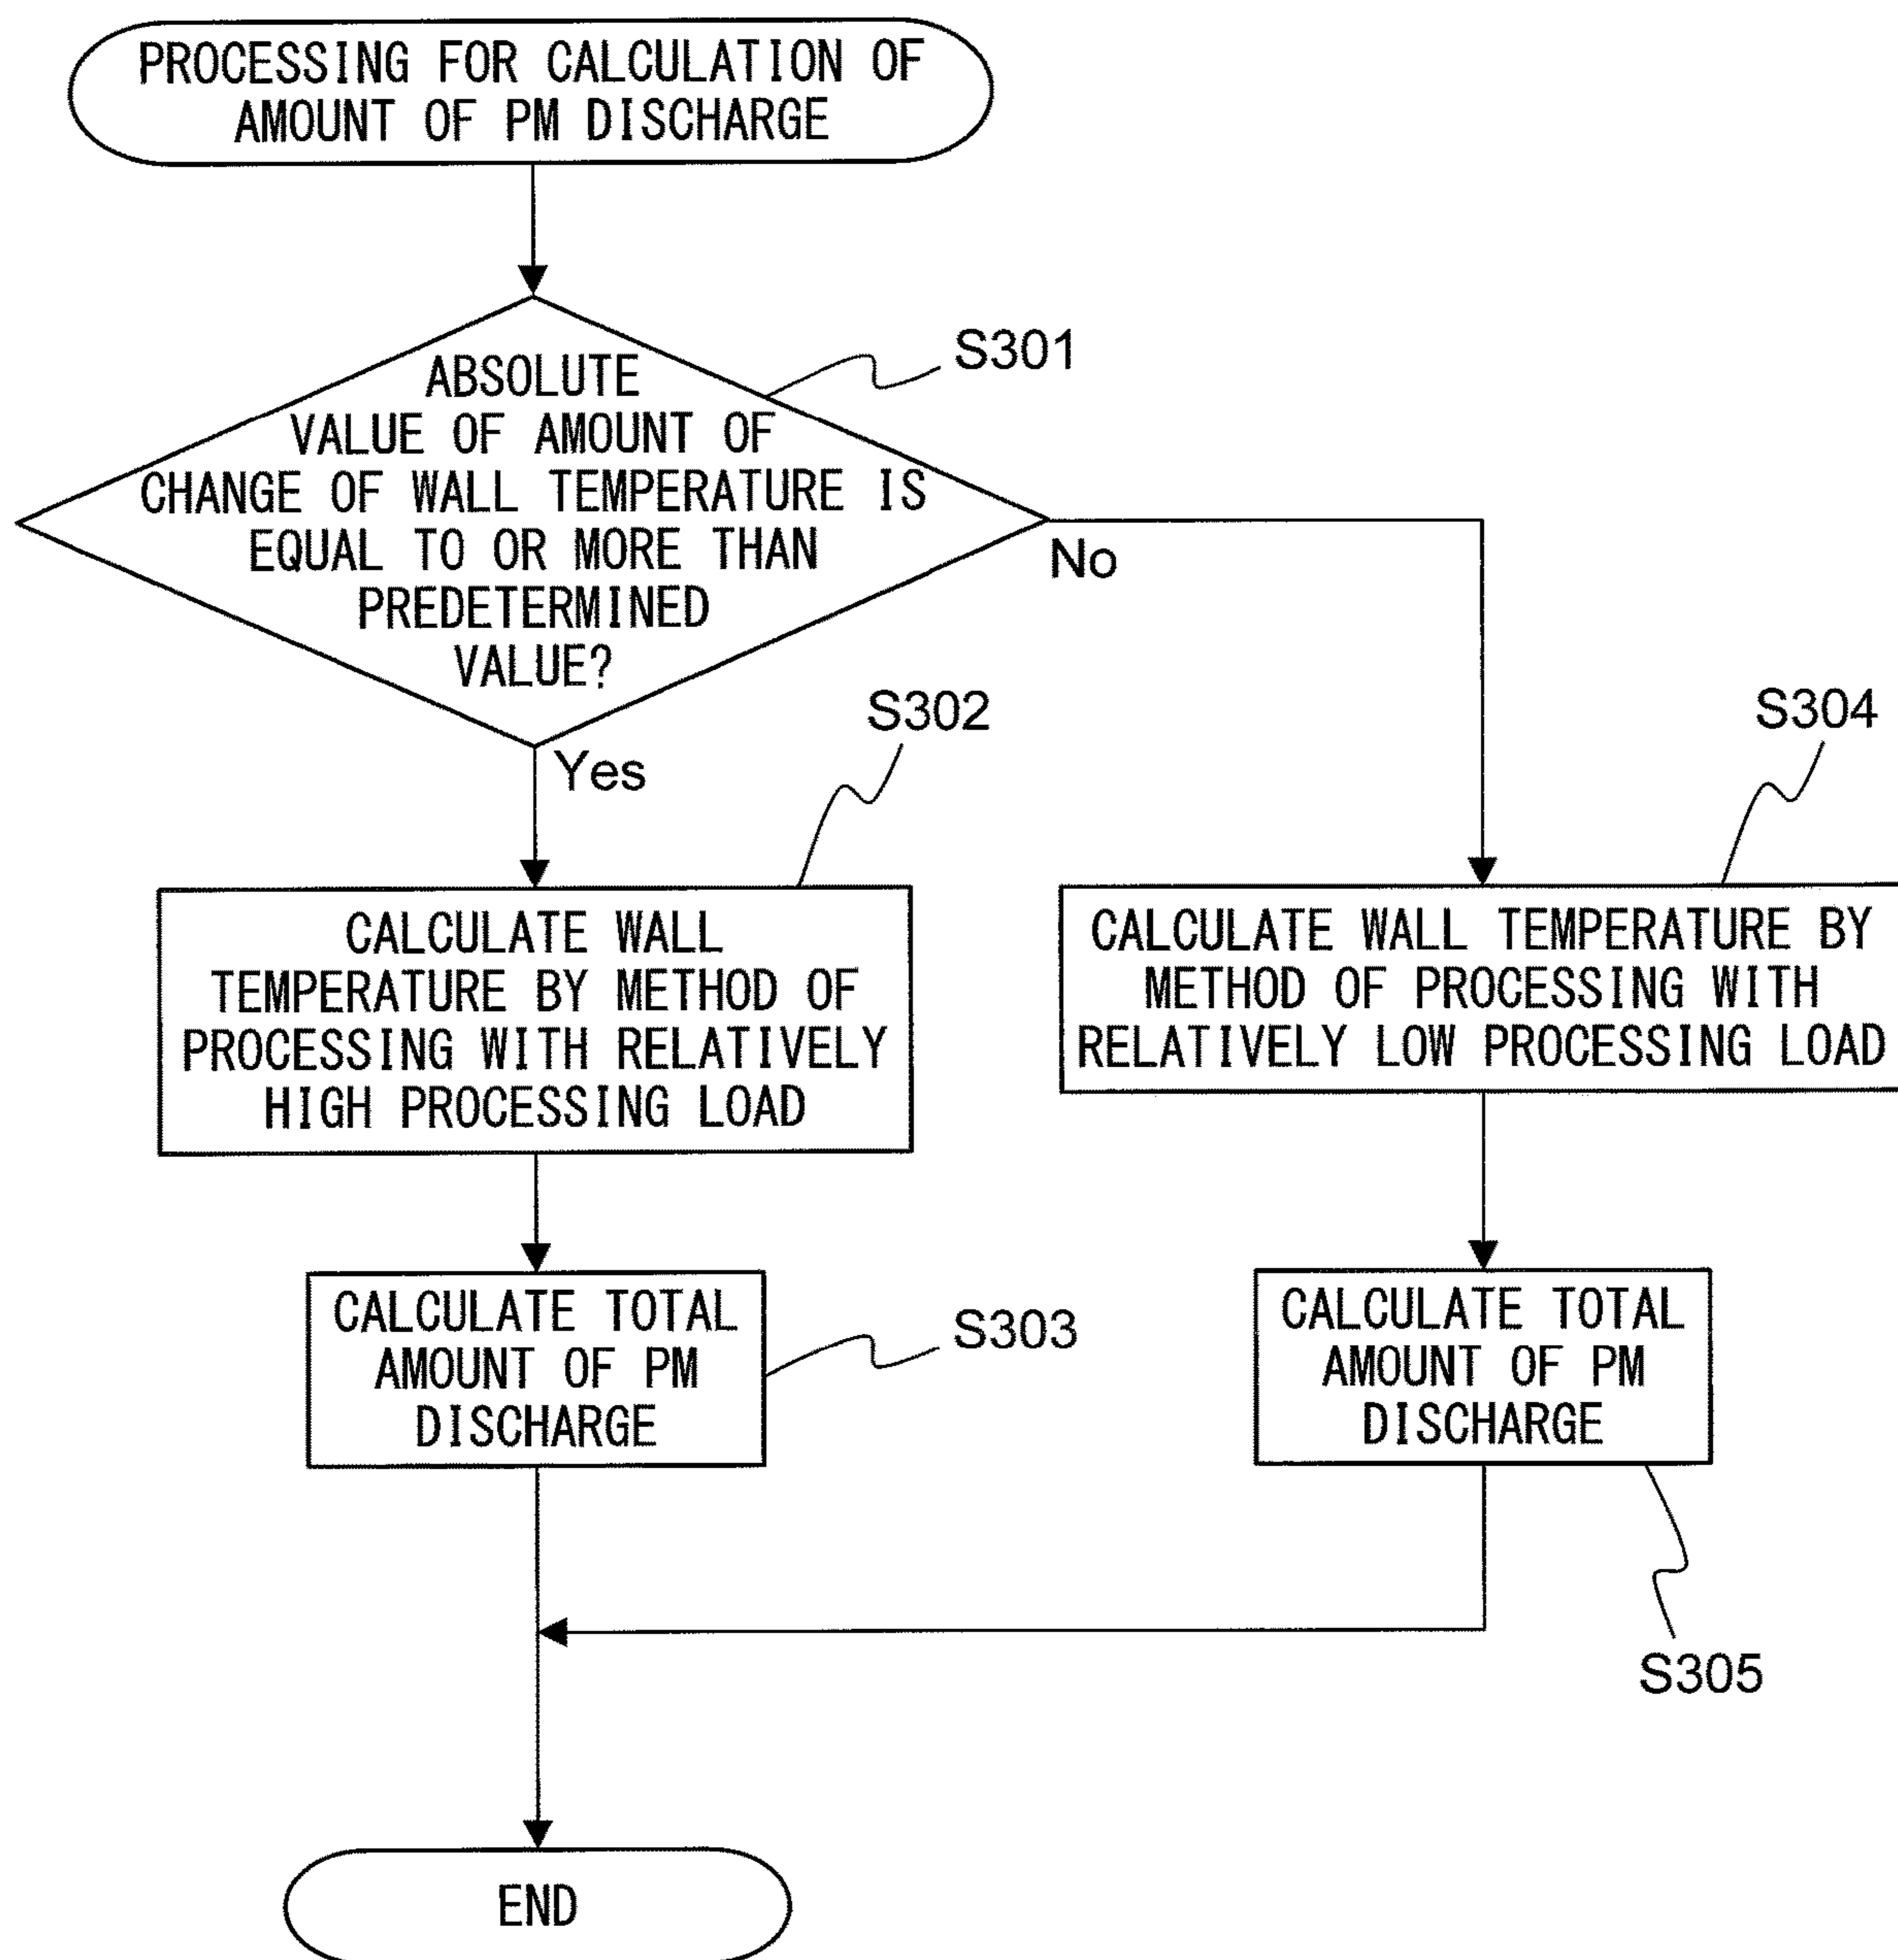 PROCESSING FOR CALCULATION OF
AMOUNT OF PM DISCHARGE
S301
ABSOLUTE
VALUE OF AMOUNT OF
CHANGE OF WALL TEMPERATURE IS
EQUAL TO OR MORE THAN
PREDETERMINED
VALUE?
No
Yes
S302
CALCULATE WALL
TEMPERATURE BY METHOD OF
PROCESSING WITH RELATIVELY
HIGH PROCESSING LOAD
S304
CALCULATE WALL TEMPERATURE BY
METHOD OF PROCESSING WITH
RELATIVELY LOW PROCESSING LOAD
CALCULATE TOTAL
AMOUNT OF PM
DISCHARGE
S303
CALCULATE TOTAL
AMOUNT OF PM
DISCHARGE
S305
END